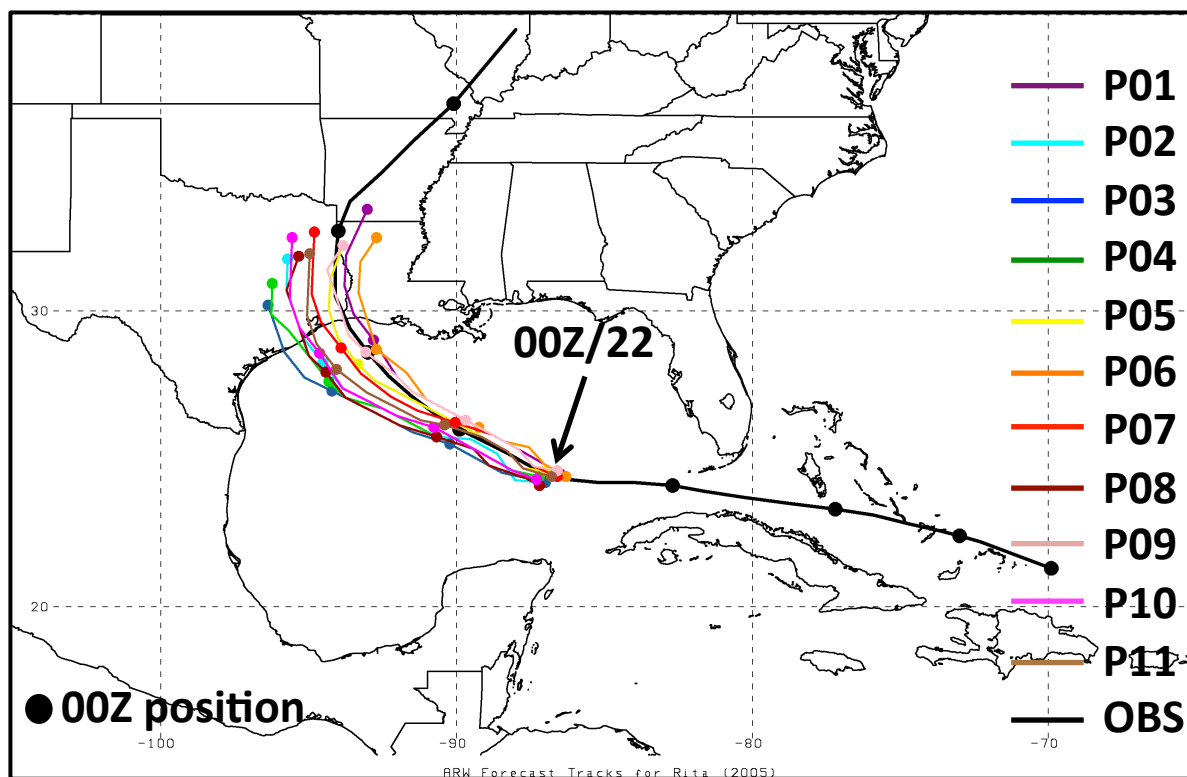 P01
P02
P03
P04
30
P05
00Z/22
P06
P07
P08
P09
20
P10
P11
00Z position
OBS
-100
-90
-80
-70
ARW Forecast Tracks for Rita (2005)